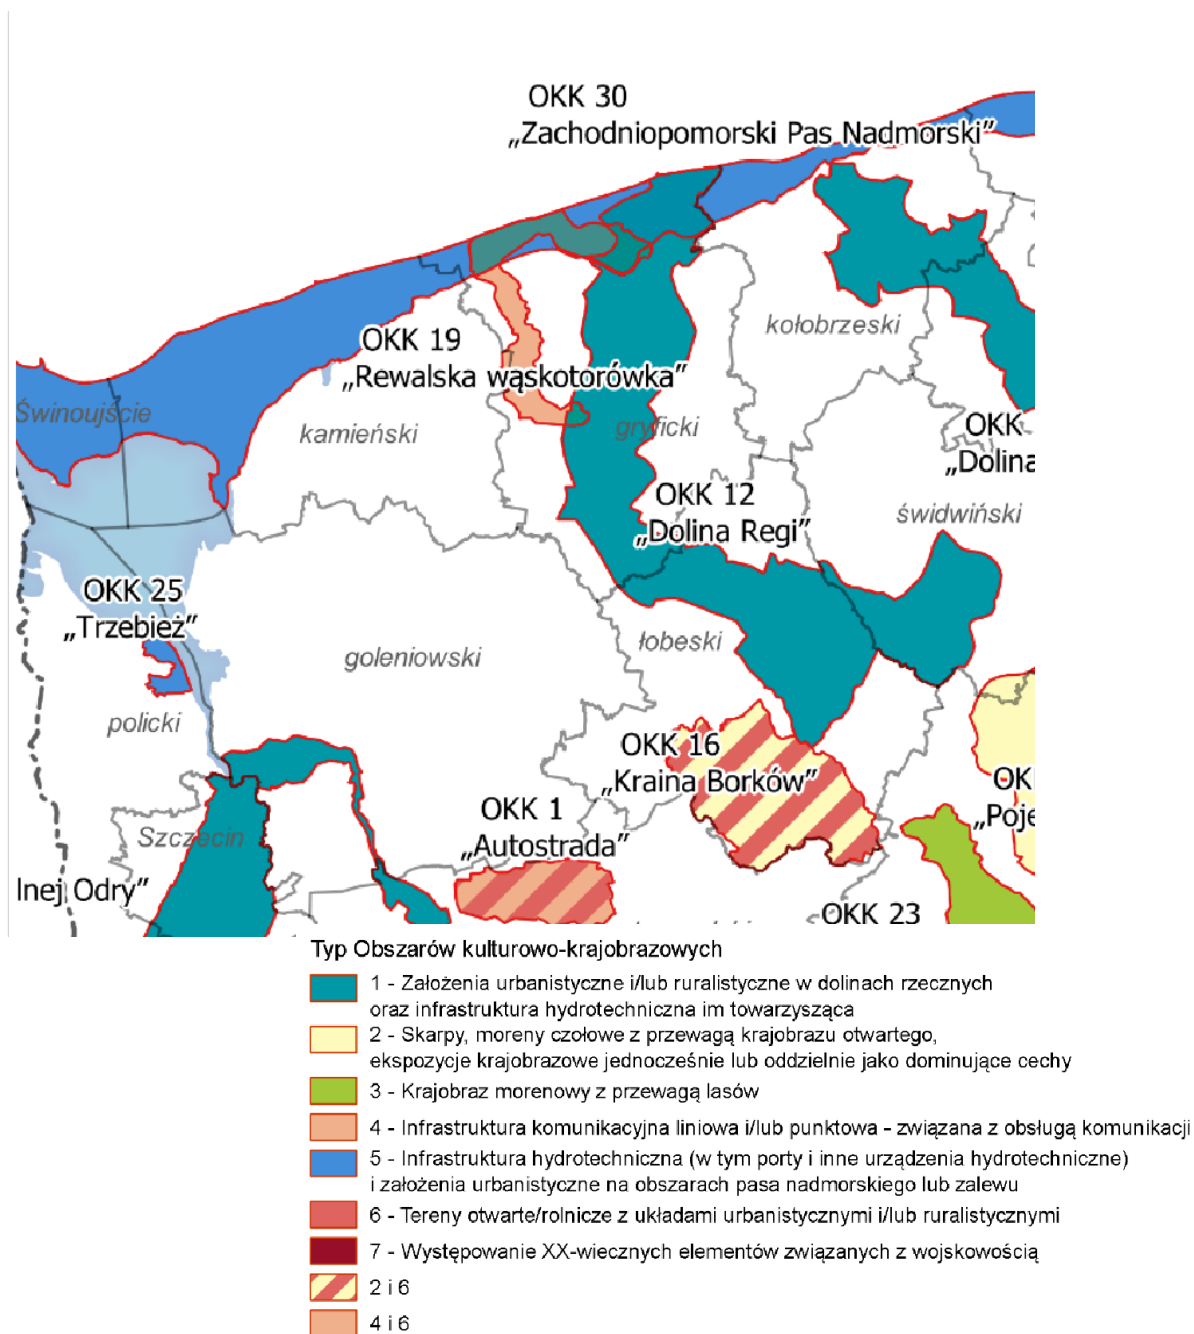 OKK 30
„Zachodniopomorski Pas Nadmorski”
kołobrzeski
OKK 19
„Rewalska wąskotorówka”
Świnoujście
kamieński
gryficki
OKK
„Dolina
OKK 12
„Dolina Regi”
świdwiński
OKK 25
„Trzebież”
goleniowski
łobeski
policki
OKK 16
„Kraina Borków”
„Poje
OKK 1
„Autostrada”
Szczecin
lnej Odry”
OKK 23
Typ Obszarów kulturowo-krajobrazowych
1 - Założenia urbanistyczne i/lub ruralistyczne w dolinach rzecznych
oraz infrastruktura hydrotechniczna im towarzysząca
2 - Skarpy, moreny czołowe z przewagą krajobrazu otwartego,
ekspozycje krajobrazowe jednocześnie lub oddzielnie jako dominujące cechy
3 - Krajobraz morenowy z przewagą lasów
4 - Infrastruktura komunikacyjna liniowa i/lub punktowa - związana z obsługą komunikacji
5 - Infrastruktura hydrotechniczna (w tym porty i inne urządzenia hydrotechniczne)
i założenia urbanistyczne na obszarach pasa nadmorskiego lub zalewu
6 - Tereny otwarte/rolnicze z układami urbanistycznymi i/lub ruralistycznymi
7 - Występowanie XX-wiecznych elementów związanych z wojskowością
2 i 6
4 i 6